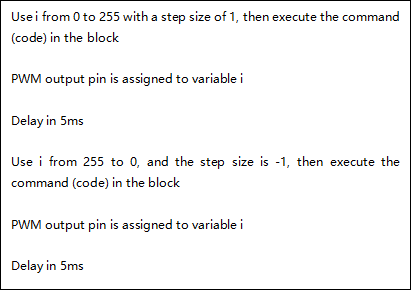 Use i from 0 to 255 with a step size of 1, then execute the command
(code) in the block
PWM output pin is assigned to variable i
Delay in 5ms
Use i from 255 to 0, and the step size is -1, then execute the
command (code) in the block
PWM output pin is assigned to variable i
Delay in 5ms